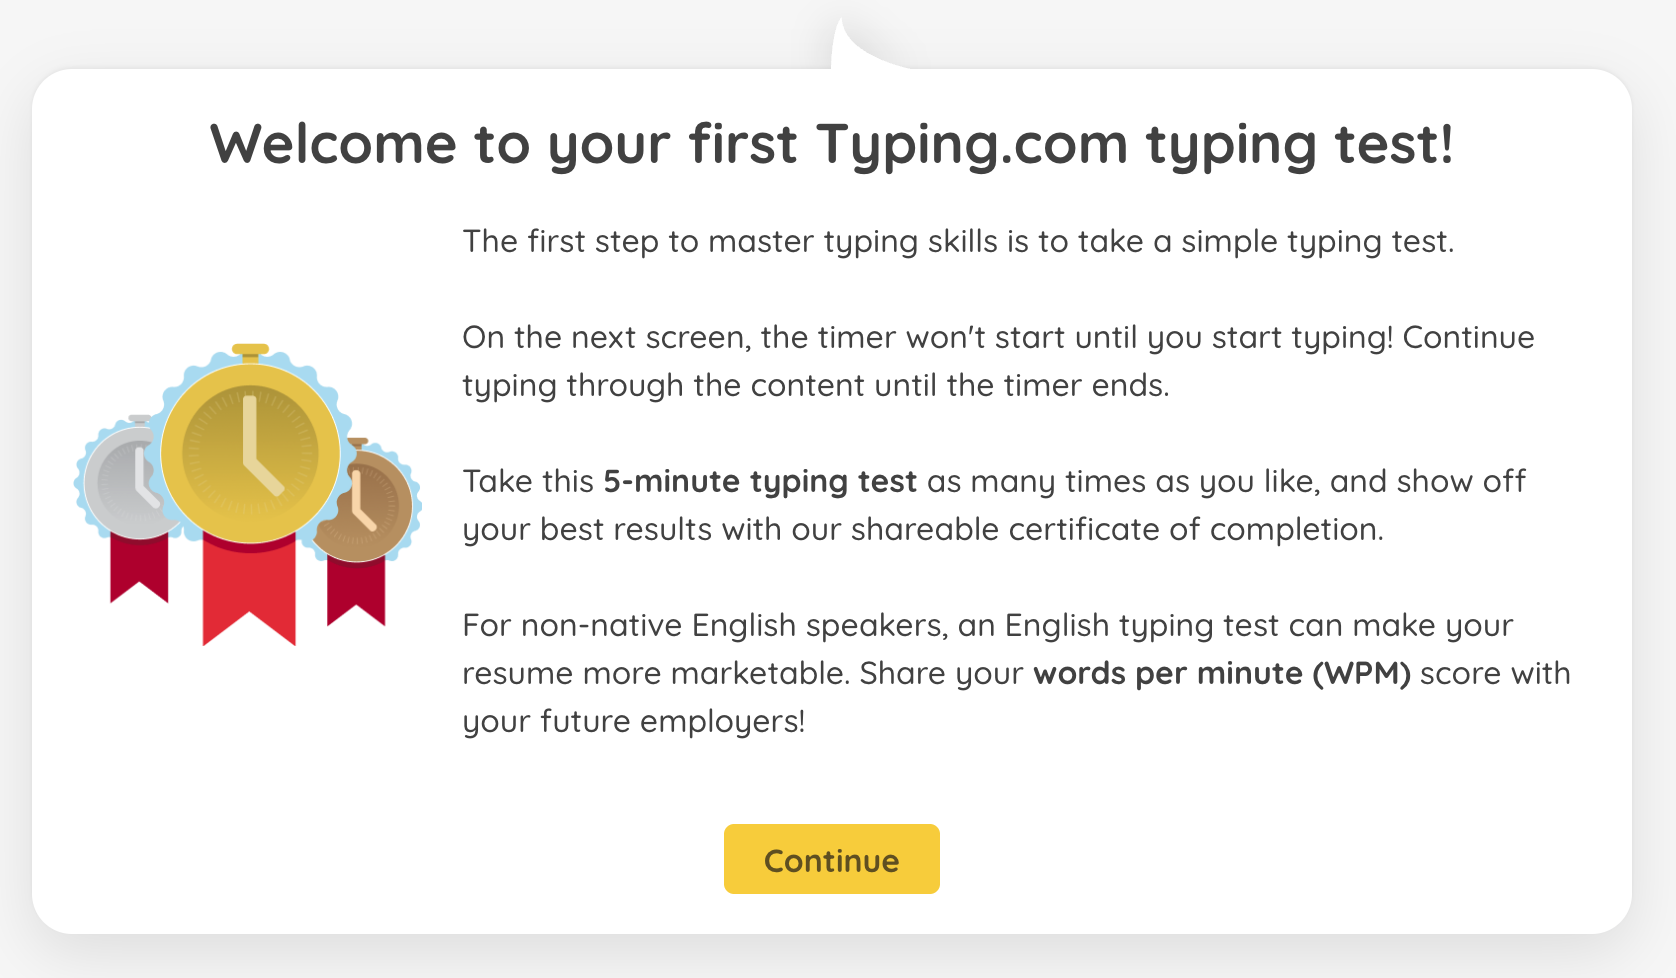 Welcome to your first Typing.com typing test!
The first step to master typing skills is to take a simple typing test.
On the next screen, the timer won't start until you start typing! Continue
typing through the content until the timer ends.
Take this 5-minute typing test as many times as you like, and show off
your best results with our shareable certificate of completion.
For non-native English speakers, an English typing test can make your
resume more marketable. Share your words per minute (WPM) score with
your future employers!
Continue